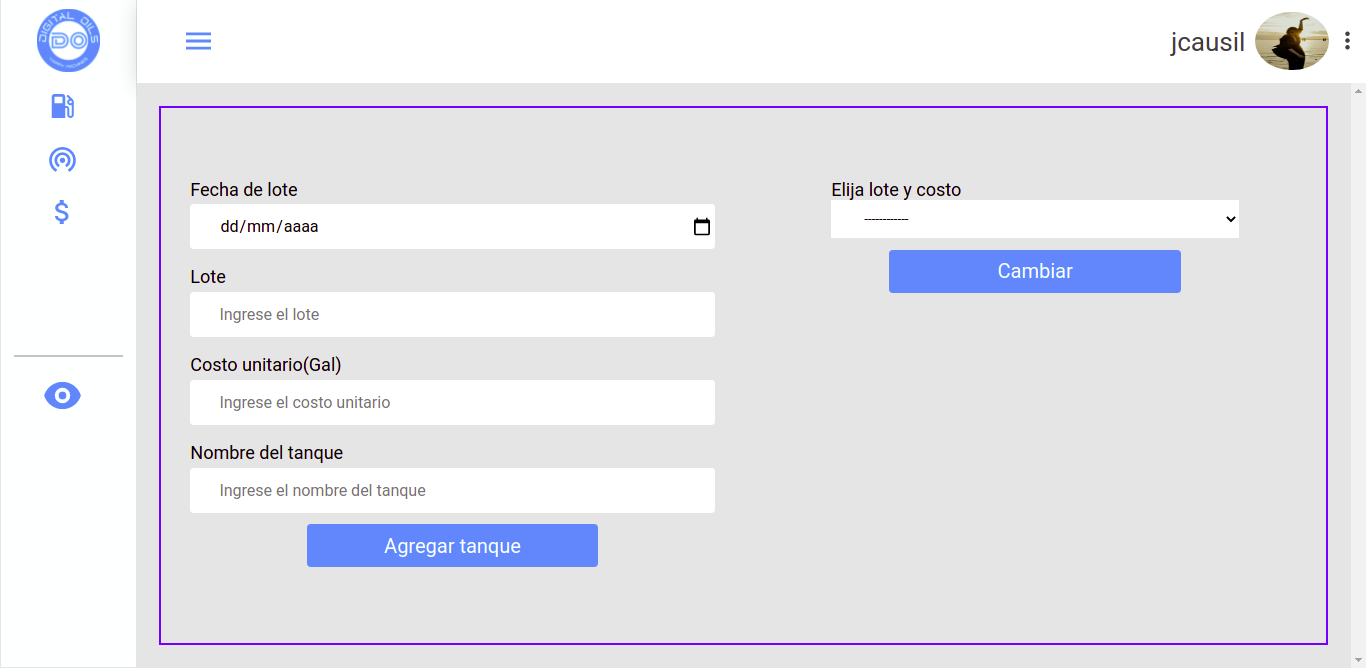 DIGITAL OILS
DO
jcausil
Fecha de lote
dd/mm/aaaa
Lote
Ingrese el lote
Costo unitario(Gal)
Ingrese el costo unitario
Nombre del tanque
Ingrese el nombre del tanque
Agregar tanque
Elija lote y costo
------------
Cambiar